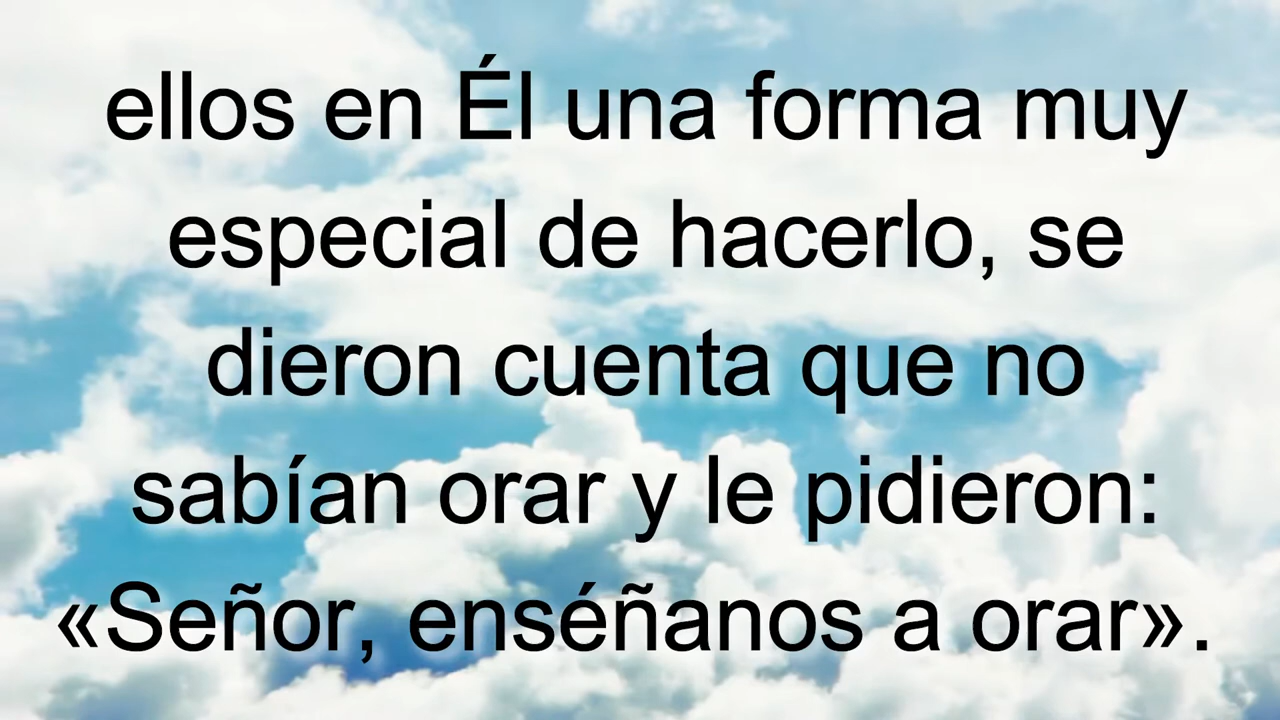 ellos en Él una forma muy
especial de hacerlo, se
dieron cuenta que no
sabían orar y le pidieron:
«Señor, enséñanos a orar».